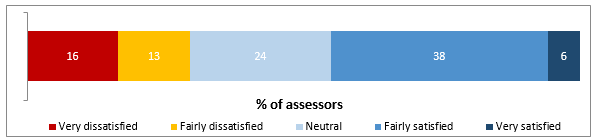 16 13 24 38 6
% of assessors
Very dissatisfied Fairly dissatisfied Neutral Fairly satisfied Very satisfied